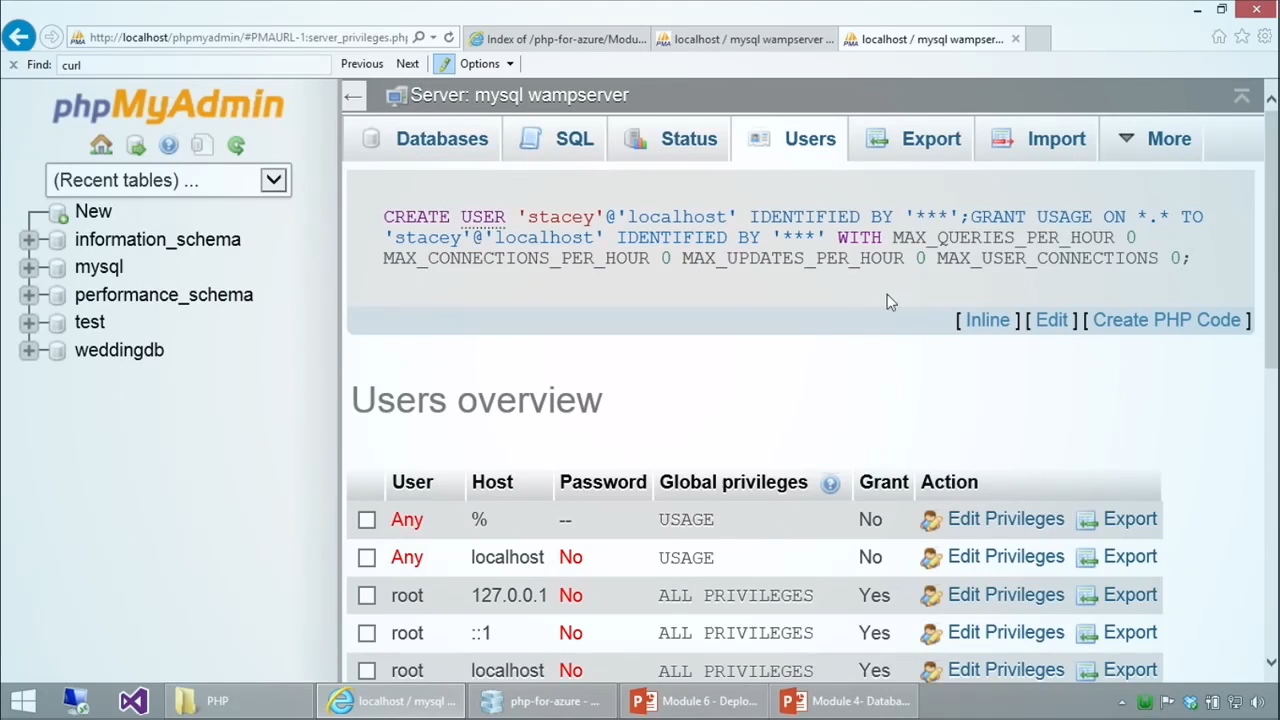 http://localhost/phpmyadmin/#PMAURL-1:server_privileges.php
Index of /php-for-azure/Modu...
localhost / mysql wampserver ...
localhost / mysql wampser...
Find: curl
Previous Next Options
phpMyAdmin
(Recent tables) ...
New
information_schema
mysql
performance_schema
test
weddingdb
Server: mysql wampserver
Databases SQL Status Users Export Import More
CREATE USER 'stacey'@'localhost' IDENTIFIED BY '***';GRANT USAGE ON *.* TO
'stacey'@'localhost' IDENTIFIED BY '***' WITH MAX_QUERIES_PER_HOUR 0
MAX_CONNECTIONS_PER_HOUR 0 MAX_UPDATES_PER_HOUR 0 MAX_USER_CONNECTIONS 0;
[ Inline ] [ Edit ] [ Create PHP Code ]
Users overview
User Host Password Global privileges Grant Action
Any % -- USAGE No Edit Privileges Export
Any localhost No USAGE No Edit Privileges Export
root 127.0.0.1 No ALL PRIVILEGES Yes Edit Privileges Export
root ::1 No ALL PRIVILEGES Yes Edit Privileges Export
root localhost No ALL PRIVILEGES Yes Edit Privileges Export
PHP
localhost / mysql ...
php-for-azure - ...
Module 6 - Deplo...
Module 4- Databa...